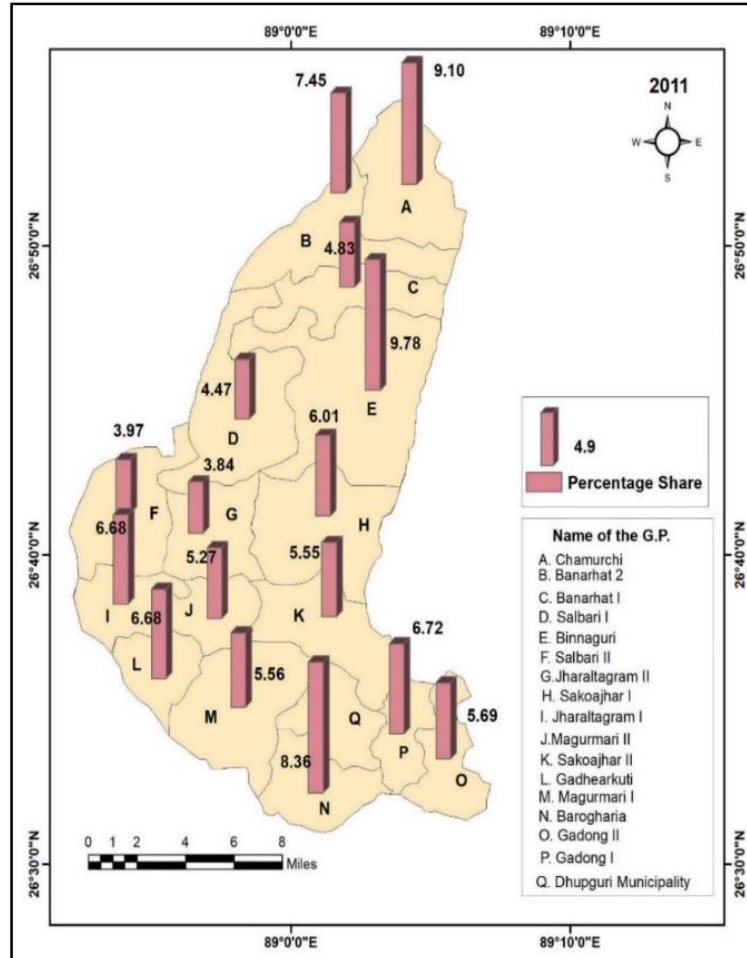 89°0'0"E 89°10'0"E
2011
N
W E
S
7.45 9.10
A
B
4.83
C
26°50'0"N 26°50'0"N
9.78
E
4.47
D
6.01
3.97
3.84
F
G
H
6.68
5.27
5.55
26°40'0"N 26°40'0"N
I
J
K
6.68
L
6.72
5.56
M
Q
5.69
8.36
P
O
N
4.9
Percentage Share
Name of the G.P.
A. Chamurchi
B. Banarhat 2
C. Banarhat I
D. Salbari I
E. Binnaguri
F. Salbari II
G.Jharaltagram II
H. Sakoajhar I
I. Jharaltagram I
J.Magurmari II
K. Sakoajhar II
L. Gadhearkuti
M. Magurmari I
N. Barogharia
O. Gadong II
P. Gadong I
Q. Dhupguri Municipality
0 1 2 4 6 8
Miles
26°30'0"N 26°30'0"N
89°0'0"E 89°10'0"E